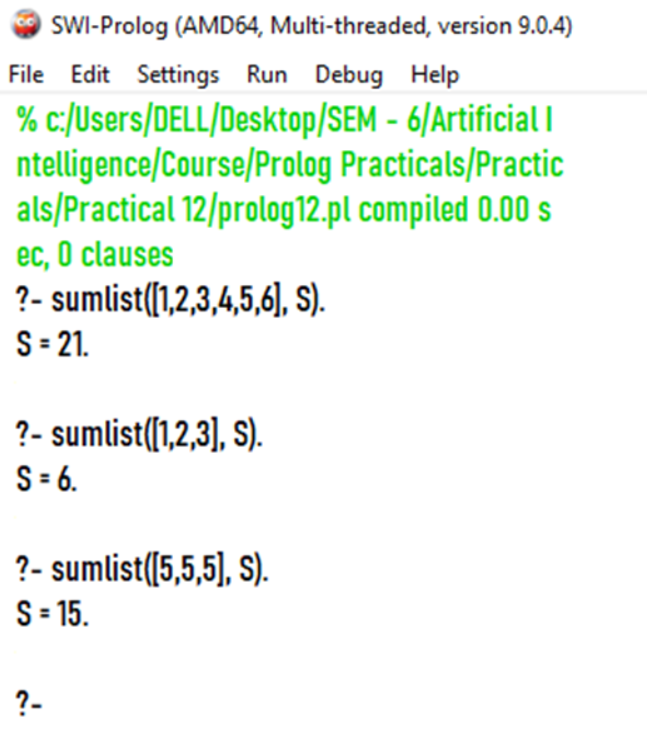 SWI-Prolog (AMD64, Multi-threaded, version 9.0.4)
File Edit Settings Run Debug Help
% c:/Users/DELL/Desktop/SEM - 6/Artificial I
ntelligence/Course/Prolog Practicals/Practic
als/Practical 12/prolog12.pl compiled 0.00 s
ec, 0 clauses
?- sumlist([1,2,3,4,5,6], S).
S = 21.
?- sumlist([1,2,3], S).
S = 6.
?- sumlist([5,5,5], S).
S = 15.
?-